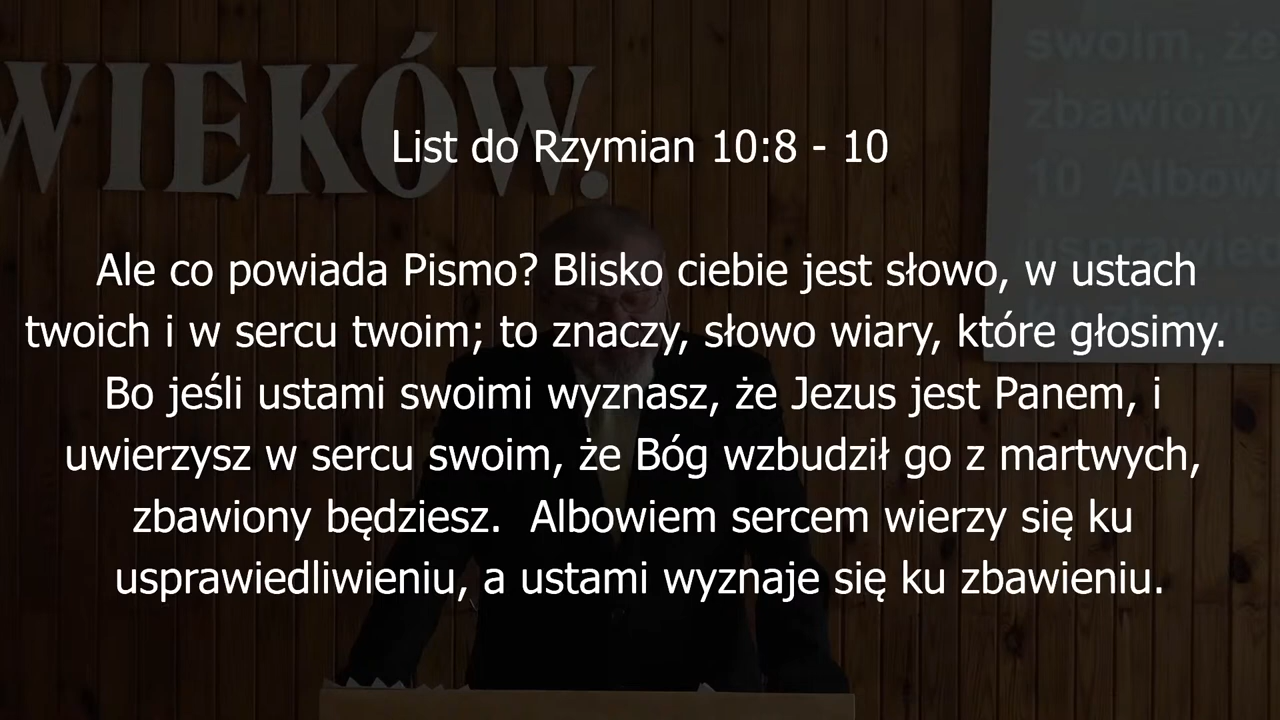 WIEKÓW.
swoim, że
zbawiony
10 Albow
usprawied
List do Rzymian 10:8 - 10
Ale co powiada Pismo? Blisko ciebie jest słowo, w ustach
twoich i w sercu twoim; to znaczy, słowo wiary, które głosimy.
Bo jeśli ustami swoimi wyznasz, że Jezus jest Panem, i
uwierzysz w sercu swoim, że Bóg wzbudził go z martwych,
zbawiony będziesz.  Albowiem sercem wierzy się ku
usprawiedliwieniu, a ustami wyznaje się ku zbawieniu.